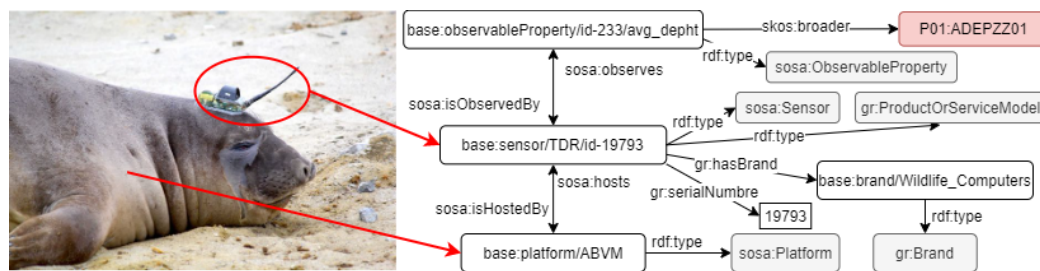 base:observableProperty/id-233/avg_depht
skos:broader
P01:ADEPZZ01
rdf:type
sosa:observes
sosa:ObservableProperty
sosa:isObservedBy
rdf:type
sosa:Sensor
gr:ProductOrServiceModel
rdf:type
base:sensor/TDR/id-19793
gr:hasBrand
sosa:hosts
gr:serialNumbre
base:brand/Wildlife_Computers
sosa:isHostedBy
19793
rdf:type
base:platform/ABVM
rdf:type
sosa:Platform
gr:Brand